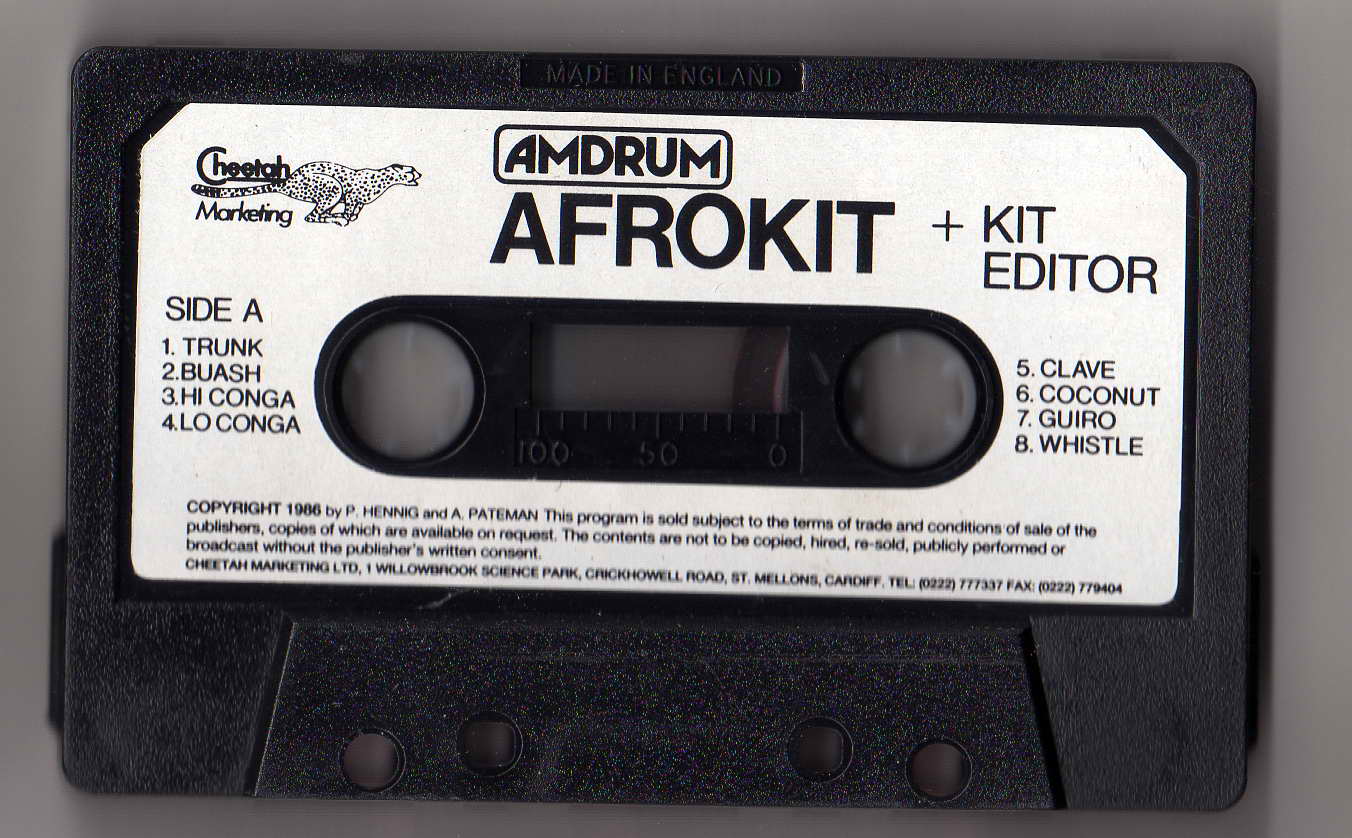 MADE IN ENGLAND
Cheetah
Marketing
AMDRUM
AFROKIT + KIT
EDITOR
SIDE A
1. TRUNK
2.BUASH
3.HI CONGA
4.LO CONGA
5. CLAVE
6. COCONUT
7. GUIRO
8. WHISTLE
100 50 0
COPYRIGHT 1986 by P. HENNIG and A. PATEMAN This program is sold subject to the terms of trade and conditions of sale of the
publishers, copies of which are available on request. The contents are not to be copied, hired, re-sold, publicly performed or
broadcast without the publisher's written consent.
CHEETAH MARKETING LTD, 1 WILLOWBROOK SCIENCE PARK, CRICKHOWELL ROAD, ST. MELLONS, CARDIFF. TEL: (0222) 777337 FAX: (0222) 779404